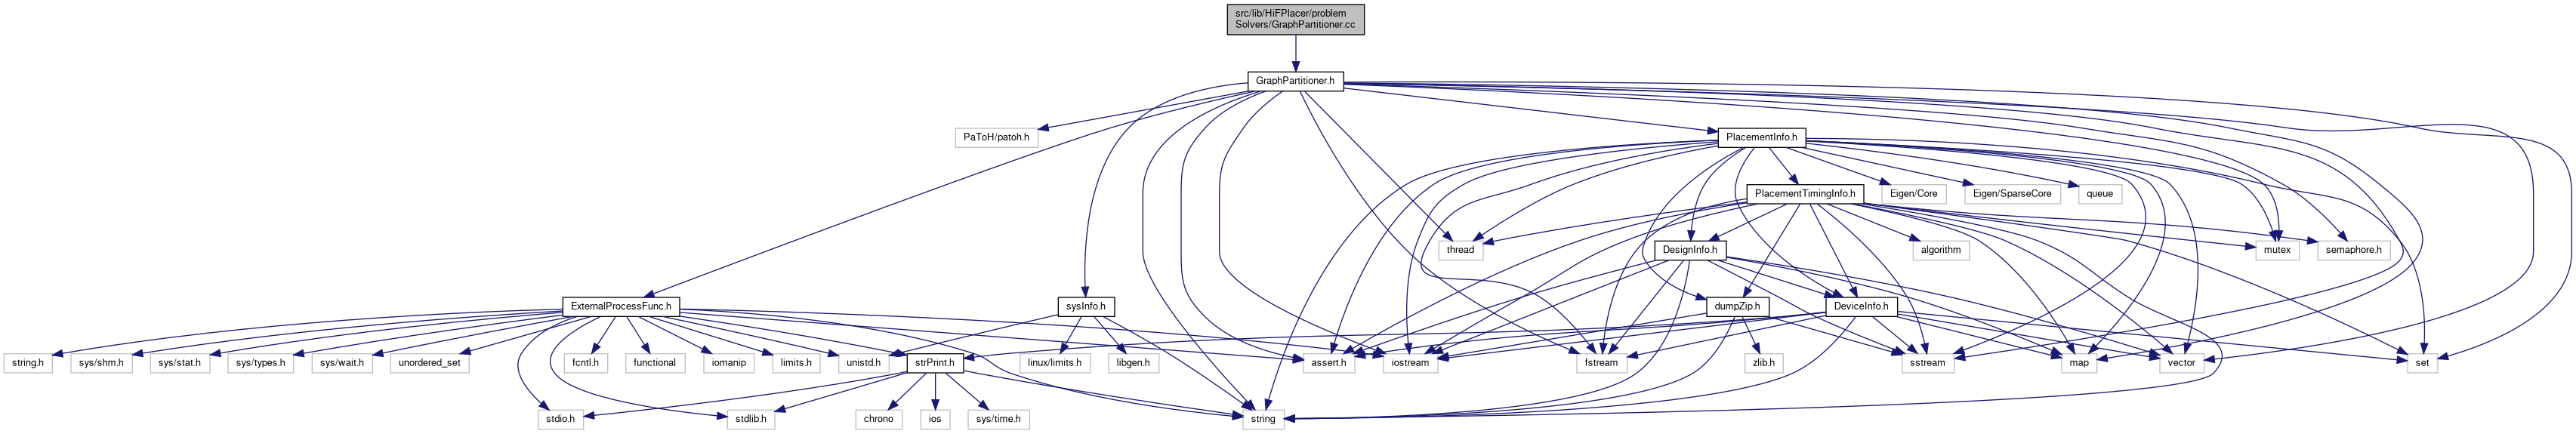 src/lib/HiFPlacer/problem
Solvers/GraphPartitioner.cc
GraphPartitioner.h
PaToH/patoh.h
PlacementInfo.h
PlacementTimingInfo.h
Eigen/Core
Eigen/SparseCore
queue
thread
DesignInfo.h
algorithm
mutex
semaphore.h
ExternalProcessFunc.h
sysInfo.h
dumpZip.h
DeviceInfo.h
string.h
sys/shm.h
sys/stat.h
sys/types.h
sys/wait.h
unordered_set
fcntl.h
functional
iomanip
limits.h
unistd.h
strPrint.h
linux/limits.h
libgen.h
assert.h
iostream
fstream
zlib.h
sstream
map
vector
set
stdio.h
stdlib.h
chrono
ios
sys/time.h
string